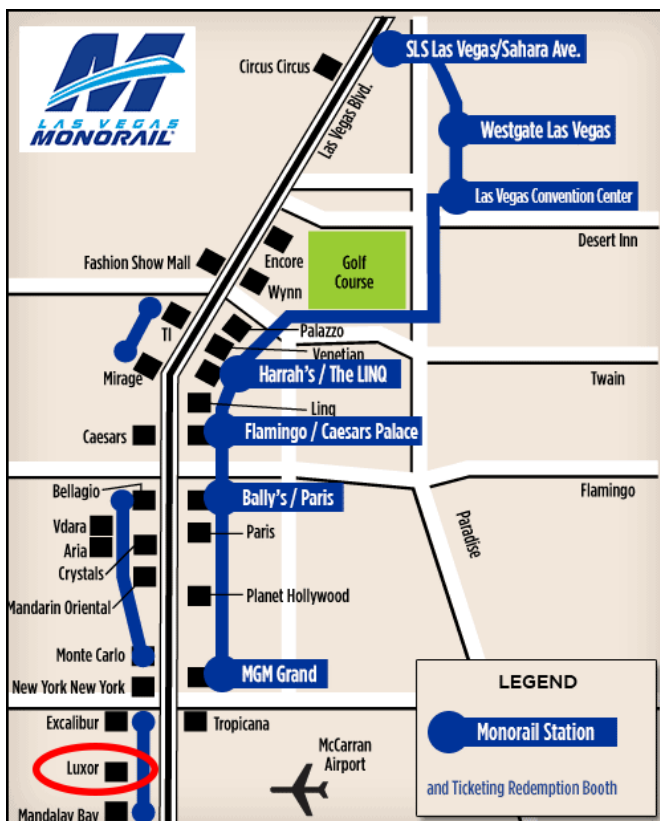 LAS VEGAS
MONORAIL
SLS Las Vegas/Sahara Ave.
Circus Circus
Las Vegas Blvd.
Westgate Las Vegas
Las Vegas Convention Center
Desert Inn
Fashion Show Mall
Encore
Golf
Course
Wynn
TI
Palazzo
Venetian
Mirage
Harrah's / The LINQ
Twain
Linq
Caesars
Flamingo / Caesars Palace
Bellagio
Bally's / Paris
Flamingo
Vdara
Paris
Paradise
Aria
Crystals
Planet Hollywood
Mandarin Oriental
Monte Carlo
MGM Grand
New York New York
LEGEND
Monorail Station
and Ticketing Redemption Booth
Excalibur
Tropicana
McCarran
Airport
Luxor
Mandalay Bay